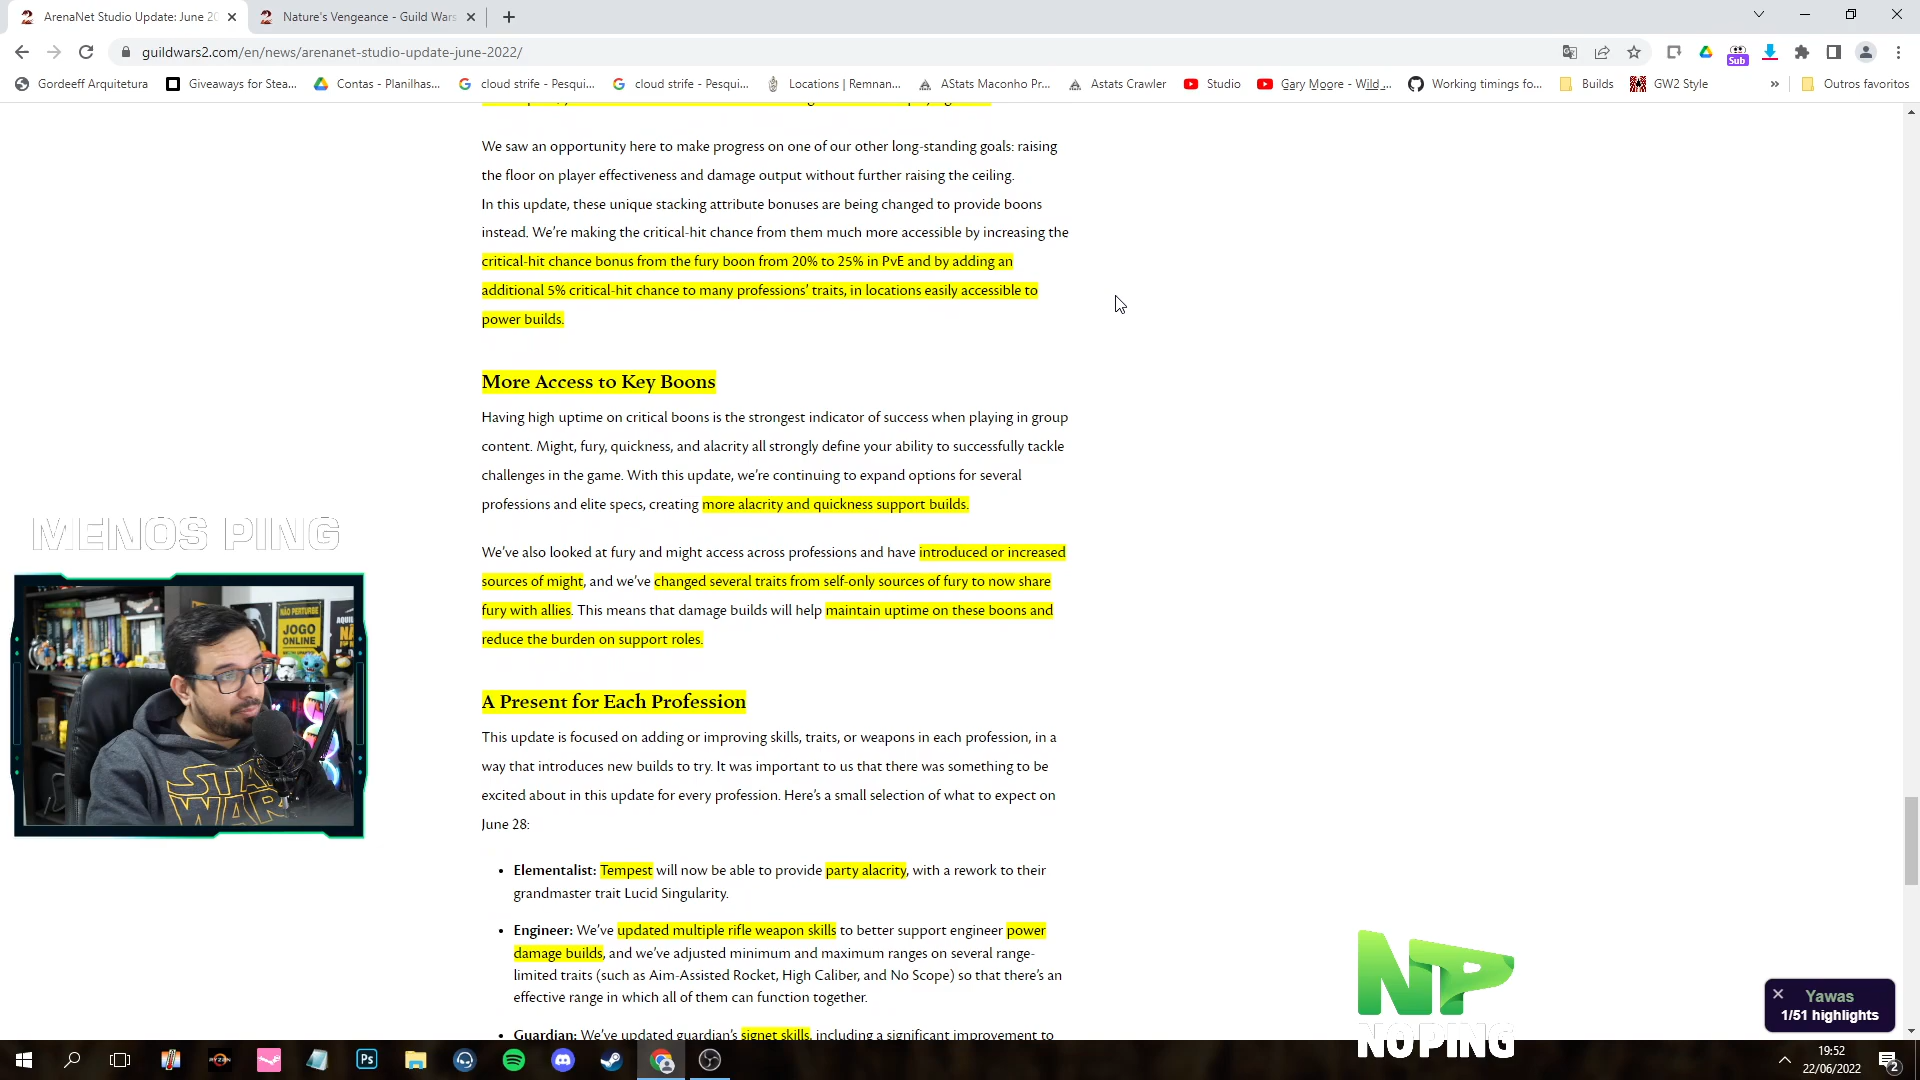 ArenaNet Studio Update: June 20
Nature's Vengeance - Guild Wars
guildwars2.com/en/news/arenanet-studio-update-june-2022/
Sub
Gordeeff Arquitetura
Giveaways for Stea...
Contas - Planilhas...
cloud strife - Pesqui...
cloud strife - Pesqui...
Locations | Remnan...
AStats Maconho Pr...
Astats Crawler
Studio
Gary Moore - Wild ...
Working timings fo...
Builds
GW2 Style
»
Outros favoritos
We saw an opportunity here to make progress on one of our other long-standing goals: raising
the floor on player effectiveness and damage output without further raising the ceiling.
In this update, these unique stacking attribute bonuses are being changed to provide boons
instead. We're making the critical-hit chance from them much more accessible by increasing the
critical-hit chance bonus from the fury boon from 20% to 25% in PvE and by adding an
additional 5% critical-hit chance to many professions' traits, in locations easily accessible to
power builds.
More Access to Key Boons
Having high uptime on critical boons is the strongest indicator of success when playing in group
content. Might, fury, quickness, and alacrity all strongly define your ability to successfully tackle
challenges in the game. With this update, we're continuing to expand options for several
professions and elite specs, creating more alacrity and quickness support builds.
We've also looked at fury and might access across professions and have introduced or increased
sources of might, and we've changed several traits from self-only sources of fury to now share
fury with allies. This means that damage builds will help maintain uptime on these boons and
reduce the burden on support roles.
A Present for Each Profession
This update is focused on adding or improving skills, traits, or weapons in each profession, in a
way that introduces new builds to try. It was important to us that there was something to be
excited about in this update for every profession. Here's a small selection of what to expect on
June 28:
• Elementalist: Tempest will now be able to provide party alacrity, with a rework to their
grandmaster trait Lucid Singularity.
• Engineer: We've updated multiple rifle weapon skills to better support engineer power
damage builds, and we've adjusted minimum and maximum ranges on several range-
limited traits (such as Aim-Assisted Rocket, High Caliber, and No Scope) so that there's an
effective range in which all of them can function together.
• Guardian: We've updated guardian's signet skills, including a significant improvement to
MENOS PING
NÃO PERTURBE
JOGO
ONLINE
STAR
WARS
NP
NOPING
Yawas
1/51 highlights
Ps
19:52
22/06/2022
2